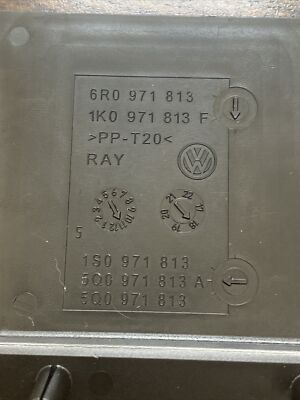 6R0 971 813
1K0 971 813 F
>PP-T20<
RAY
5
1S0 971 813
5Q0 971 813 A
5Q0 971 813